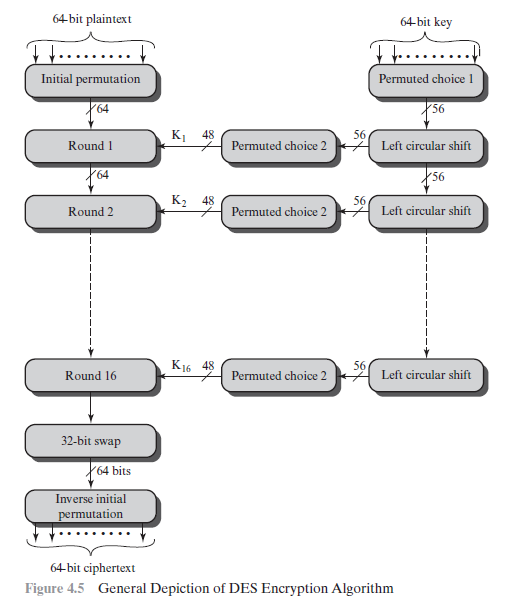 64-bit plaintext
64-bit key
Initial permutation
Permuted choice 1
64
56
Round 1
K1
48
Permuted choice 2
56
Left circular shift
64
56
Round 2
K2
48
Permuted choice 2
56
Left circular shift
Round 16
K16
48
Permuted choice 2
56
Left circular shift
32-bit swap
64 bits
Inverse initial
permutation
64-bit ciphertext
Figure 4.5 General Depiction of DES Encryption Algorithm